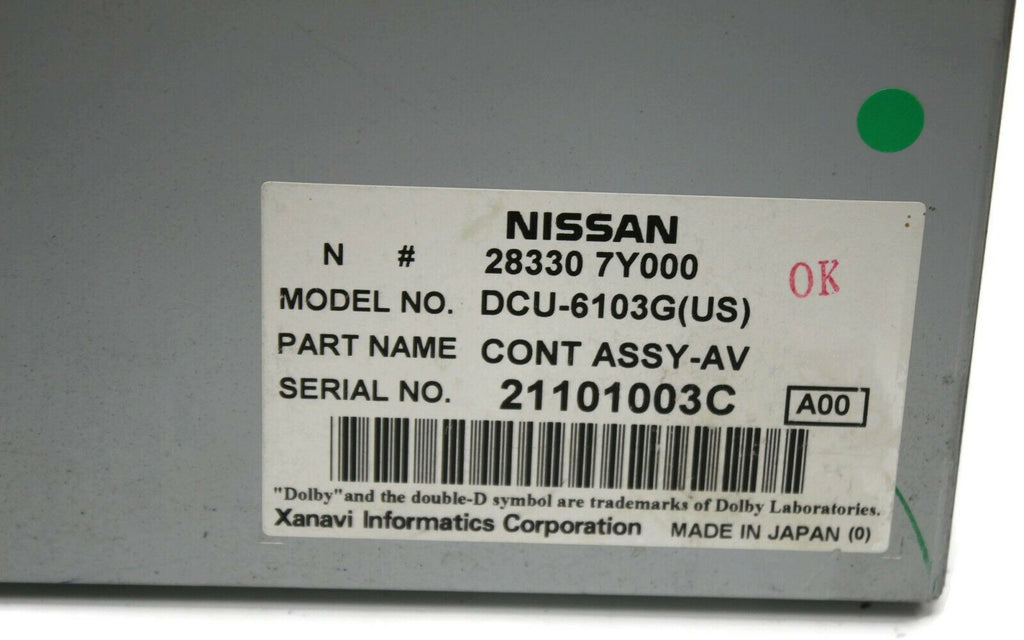 NISSAN
N # 28330 7Y000
OK
MODEL NO. DCU-6103G(US)
PART NAME CONT ASSY-AV
SERIAL NO. 21101003C
A00
"Dolby"and the double-D symbol are trademarks of Dolby Laboratories.
Xanavi Informatics Corporation MADE IN JAPAN (0)